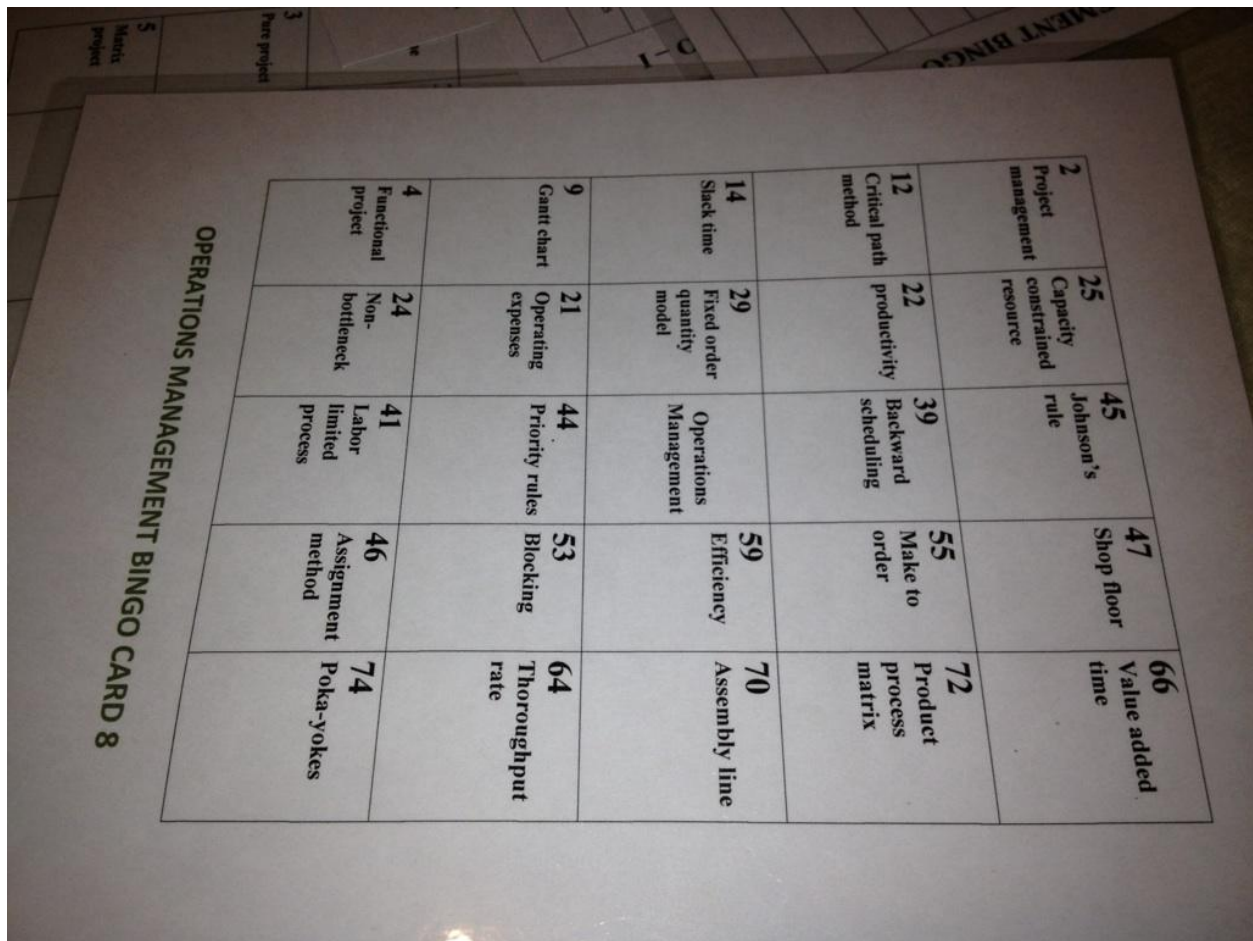 2
Project
management
25
Capacity
constrained
resource
45
Johnson's
rule
47
Shop floor
66
Value added
time
12
Critical path
method
22
productivity
39
Backward
scheduling
55
Make to
order
72
Product
process
matrix
14
Slack time
29
Fixed order
quantity
model
Operations
Management
59
Efficiency
70
Assembly line
9
Gantt chart
21
Operating
expenses
44
Priority rules
53
Blocking
64
Thoroughput
rate
4
Functional
project
24
Non-
bottleneck
41
Labor
limited
process
46
Assignment
method
74
Poka-yokes
OPERATIONS MANAGEMENT BINGO CARD 8
3
Pure project
5
Matrix
project
BINGO